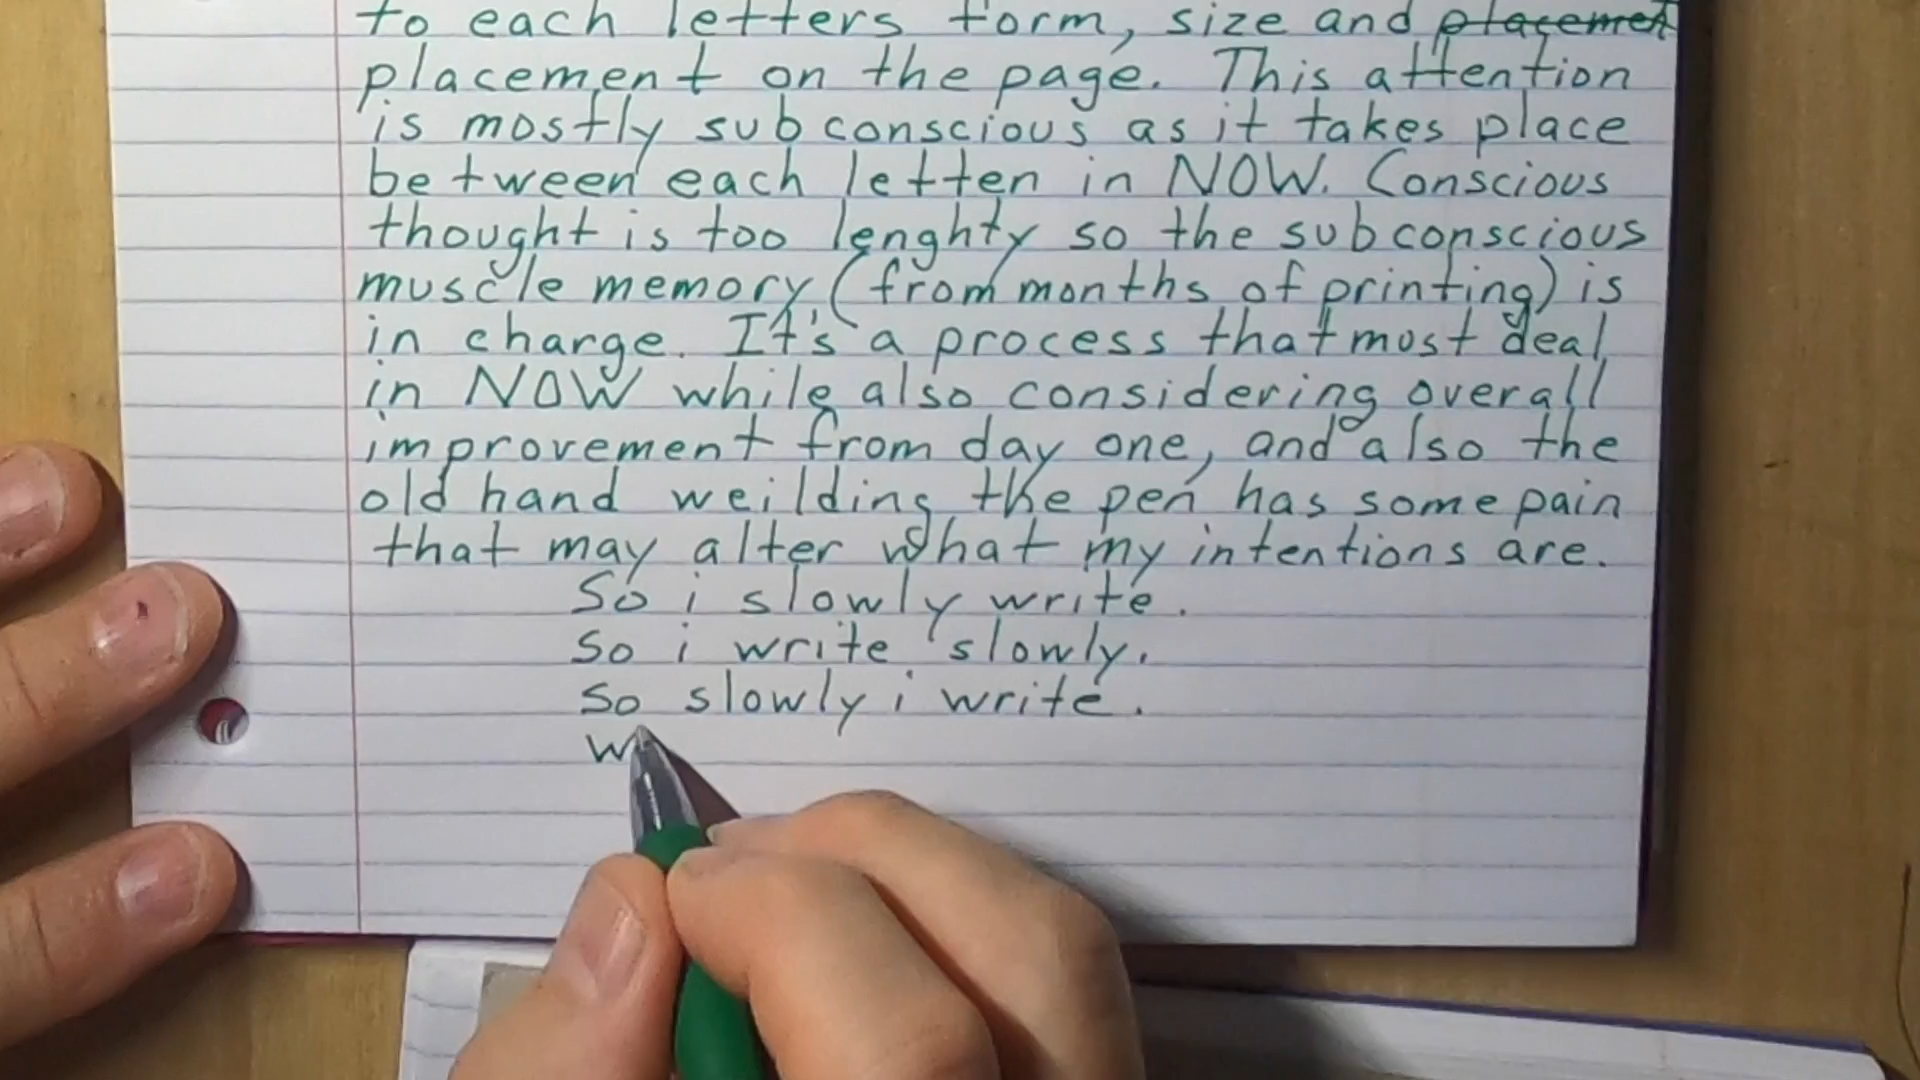 to each letters form, size and placemet
placement on the page. This attention
is mostly subconscious as it takes place
between each letten in NOW. Conscious
thought is too lenghty so the subconscious
muscle memory, (from months of printing) is
in charge. It's a process that most deal
in NOW while also considering overall
improvement from day one, and also the
old hand weilding the pen has some pain
that may alter what my intentions are.
So i slowly write.
So i write slowly.
So slowly i write.
w